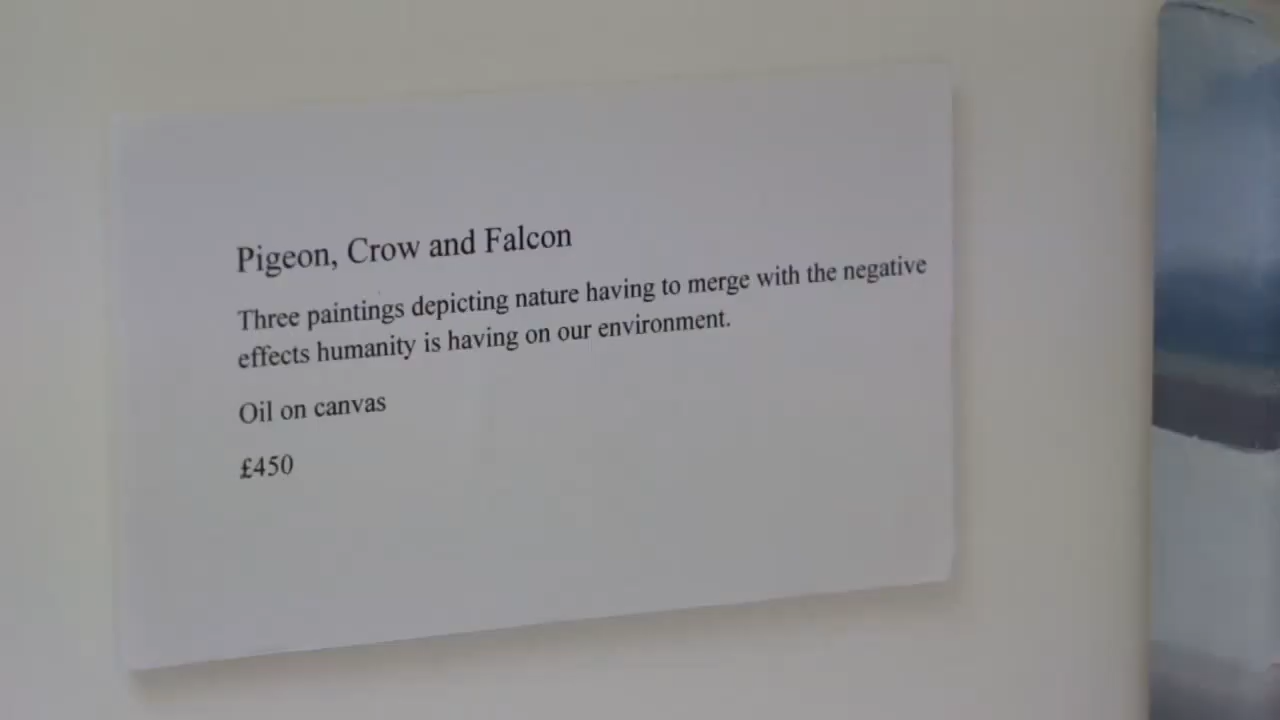 Pigeon, Crow and Falcon
Three paintings depicting nature having to merge with the negative
effects humanity is having on our environment.
Oil on canvas
£450